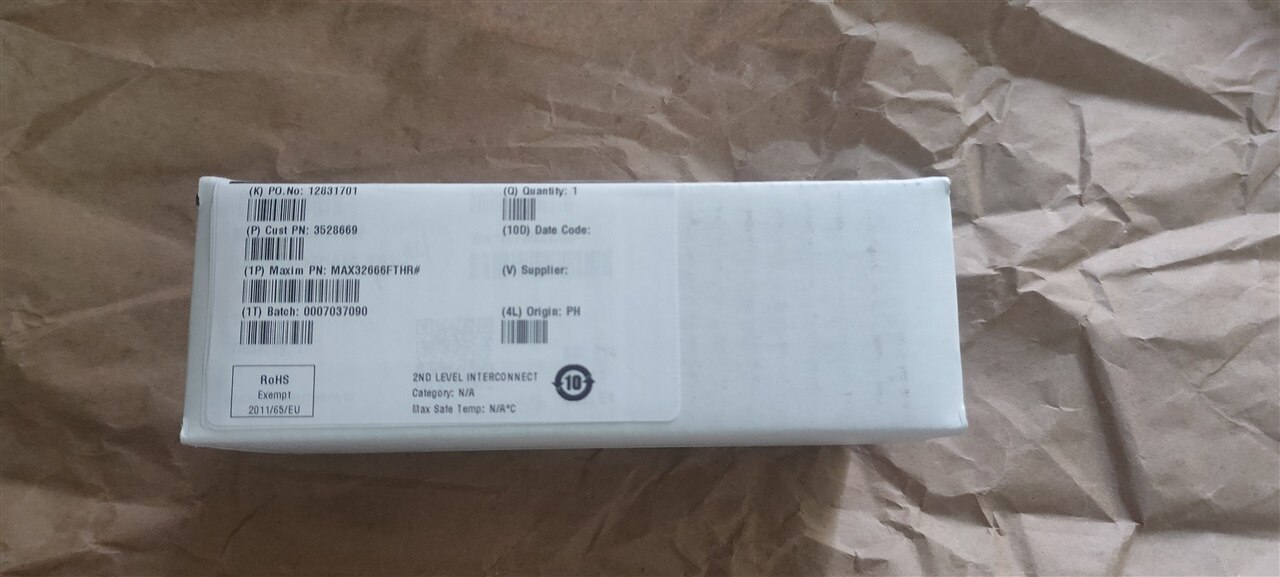 (K) PO.No: 12831701
(Q) Quantity: 1
(P) Cust PN: 3528669
(10D) Date Code:
(1P) Maxim PN: MAX32666FTHR#
(V) Supplier:
(1T) Batch: 0007037090
(4L) Origin: PH
RoHS
Exempt
2011/65/EU
2ND LEVEL INTERCONNECT
Category: N/A
Max Safe Temp: N/A°C
10